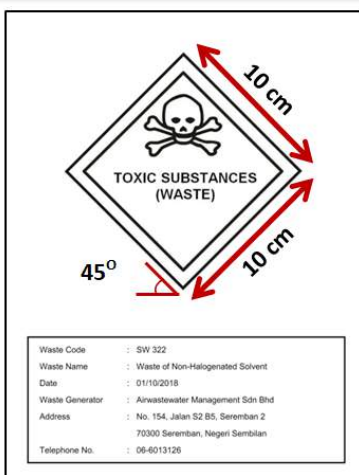 10 cm
TOXIC SUBSTANCES
(WASTE)
10 cm
45°
Waste Code : SW 322
Waste Name : Waste of Non-Halogenated Solvent
Date : 01/10/2018
Waste Generator : Airwastewater Management Sdn Bhd
Address : No. 154, Jalan S2 B5, Seremban 2
70300 Seremban, Negeri Sembilan
Telephone No. : 06-6013126